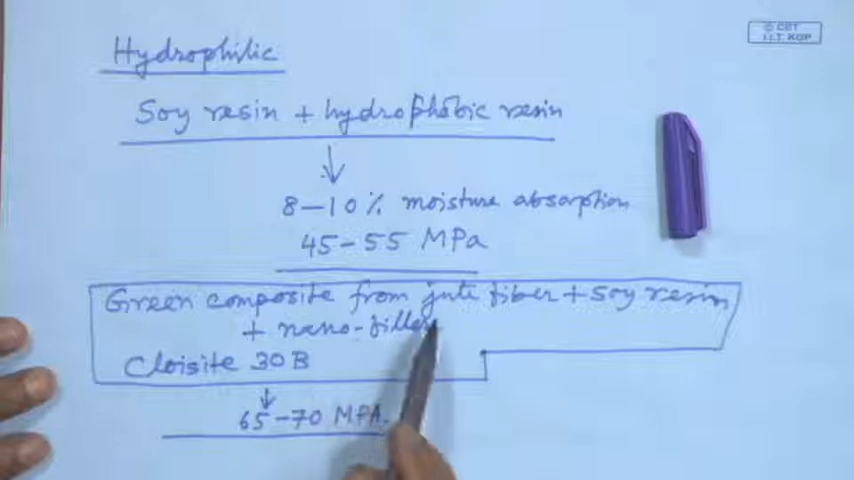 © CET
I.I.T. KGP
Hydrophilic
Soy resin + hydrophobic resin
8-10% moisture absorption
45-55 MPa
Green composite from jute fiber + soy resin
+ nano-filler
Cloisite 30B
65-70 MPA.